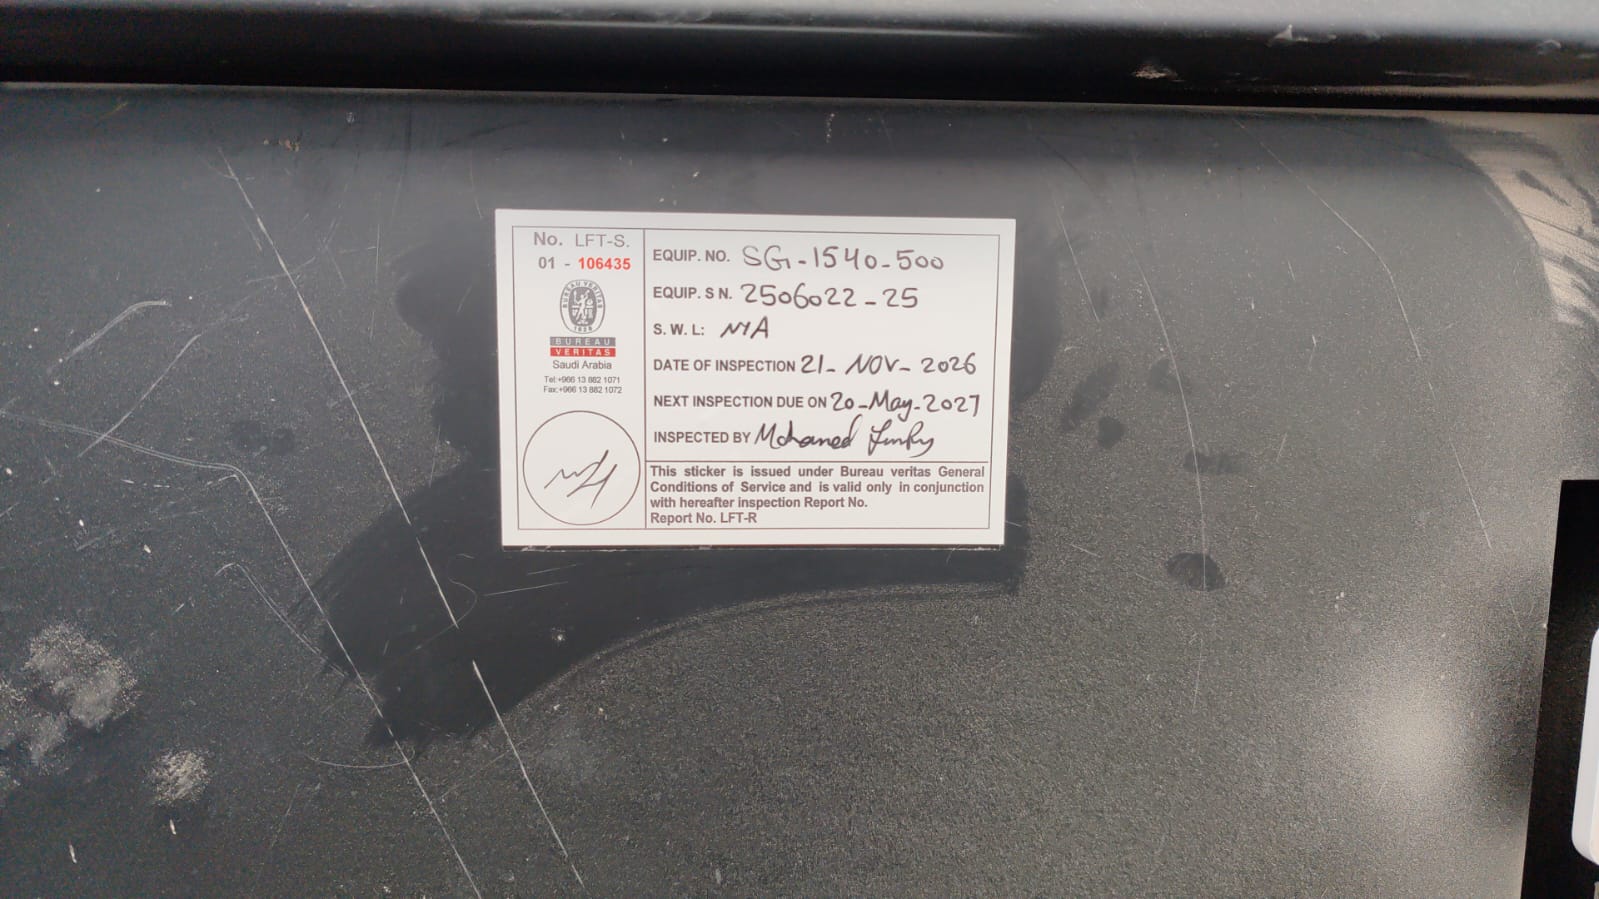 No. LFT-S.
01 - 106435
BUREAU VERITAS
1828
BUREAU
VERITAS
Saudi Arabia
Tel:+966 13 882 1071
Fax:+966 13 882 1072
EQUIP. NO. SG-1540-500
EQUIP. S N. 2506022-25
S. W. L: N/A
DATE OF INSPECTION 21-NOV-2026
NEXT INSPECTION DUE ON 20-May-2027
INSPECTED BY Mohamed
This sticker is issued under Bureau veritas General
Conditions of Service and is valid only in conjunction
with hereafter inspection Report No.
Report No. LFT-R